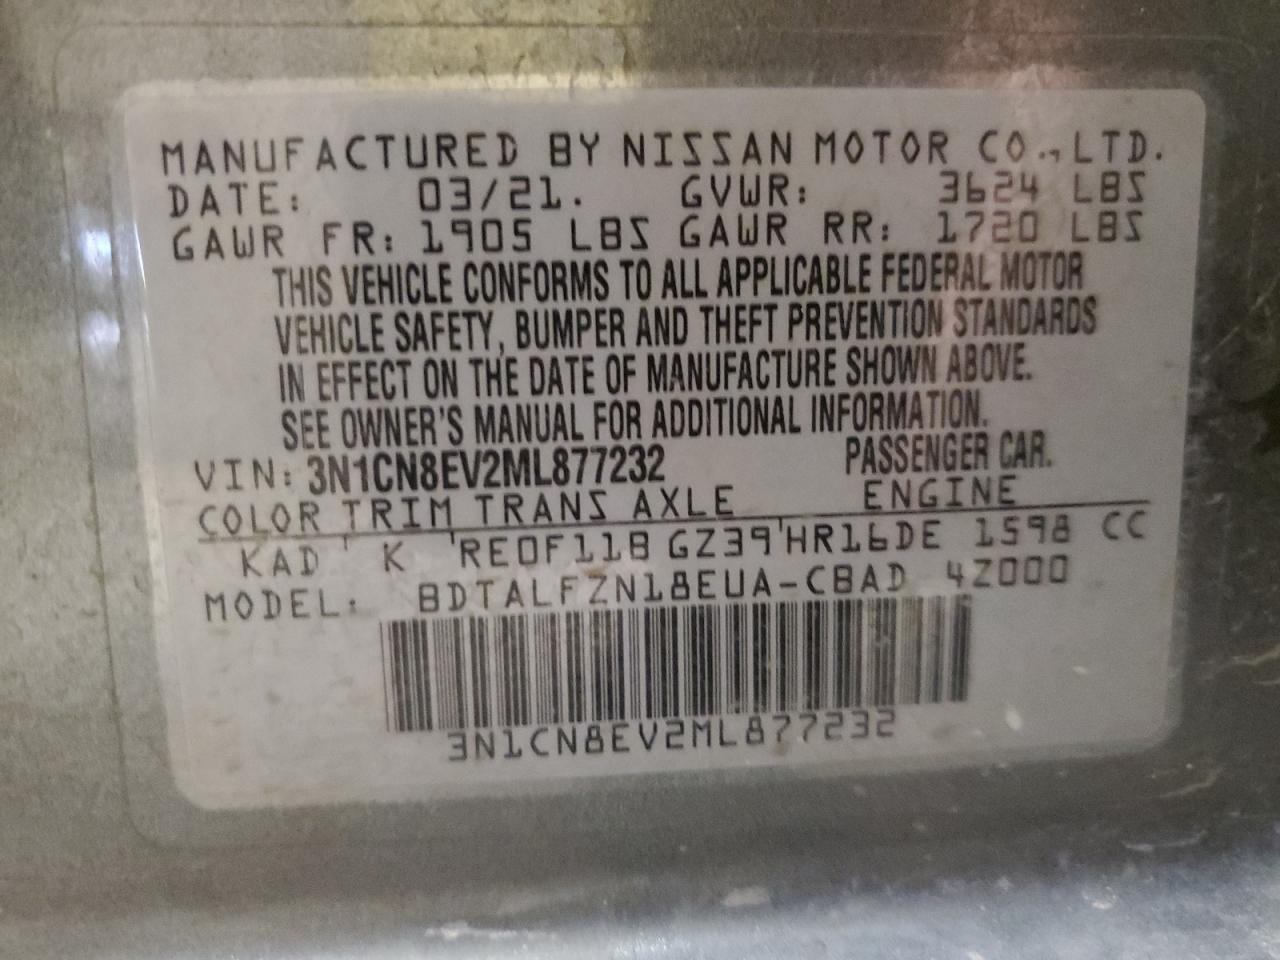 MANUFACTURED BY NISSAN MOTOR CO., LTD.
DATE: 03/21. GVWR: 3624 LBS
GAWR FR: 1905 LBS GAWR RR: 1720 LBS
THIS VEHICLE CONFORMS TO ALL APPLICABLE FEDERAL MOTOR
VEHICLE SAFETY, BUMPER AND THEFT PREVENTION STANDARDS
IN EFFECT ON THE DATE OF MANUFACTURE SHOWN ABOVE.
SEE OWNER'S MANUAL FOR ADDITIONAL INFORMATION.
VIN: 3N1CN8EV2ML877232 PASSENGER CAR.
COLOR TRIM TRANS AXLE ENGINE
KAD ' K 'RE0F11B GZ39'HR16DE 1598 CC
MODEL: BDTALFZN18EUA-CBAD 4Z000
3N1CN8EV2ML877232